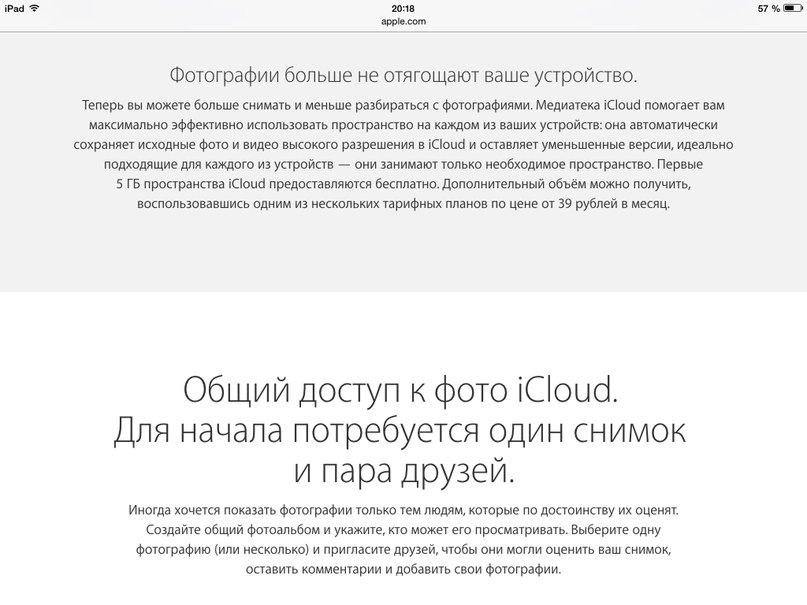 iPad 20:18 57 %
apple.com
Фотографии больше не отягощают ваше устройство.
Теперь вы можете больше снимать и меньше разбираться с фотографиями. Медиатека iCloud помогает вам
максимально эффективно использовать пространство на каждом из ваших устройств: она автоматически
сохраняет исходные фото и видео высокого разрешения в iCloud и оставляет уменьшенные версии, идеально
подходящие для каждого из устройств — они занимают только необходимое пространство. Первые
5 ГБ пространства iCloud предоставляются бесплатно. Дополнительный объём можно получить,
воспользовавшись одним из нескольких тарифных планов по цене от 39 рублей в месяц.
Общий доступ к фото iCloud.
Для начала потребуется один снимок
и пара друзей.
Иногда хочется показать фотографии только тем людям, которые по достоинству их оценят.
Создайте общий фотоальбом и укажите, кто может его просматривать. Выберите одну
фотографию (или несколько) и пригласите друзей, чтобы они могли оценить ваш снимок,
оставить комментарии и добавить свои фотографии.